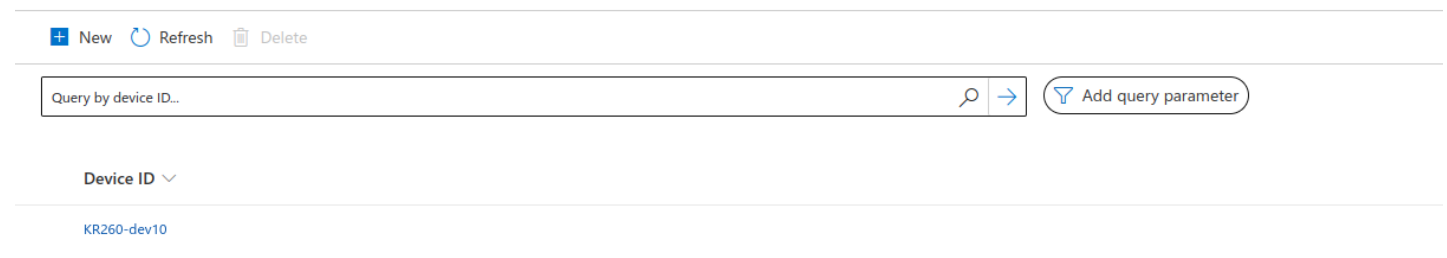 New Refresh Delete
Query by device ID... Add query parameter
Device ID
KR260-dev10